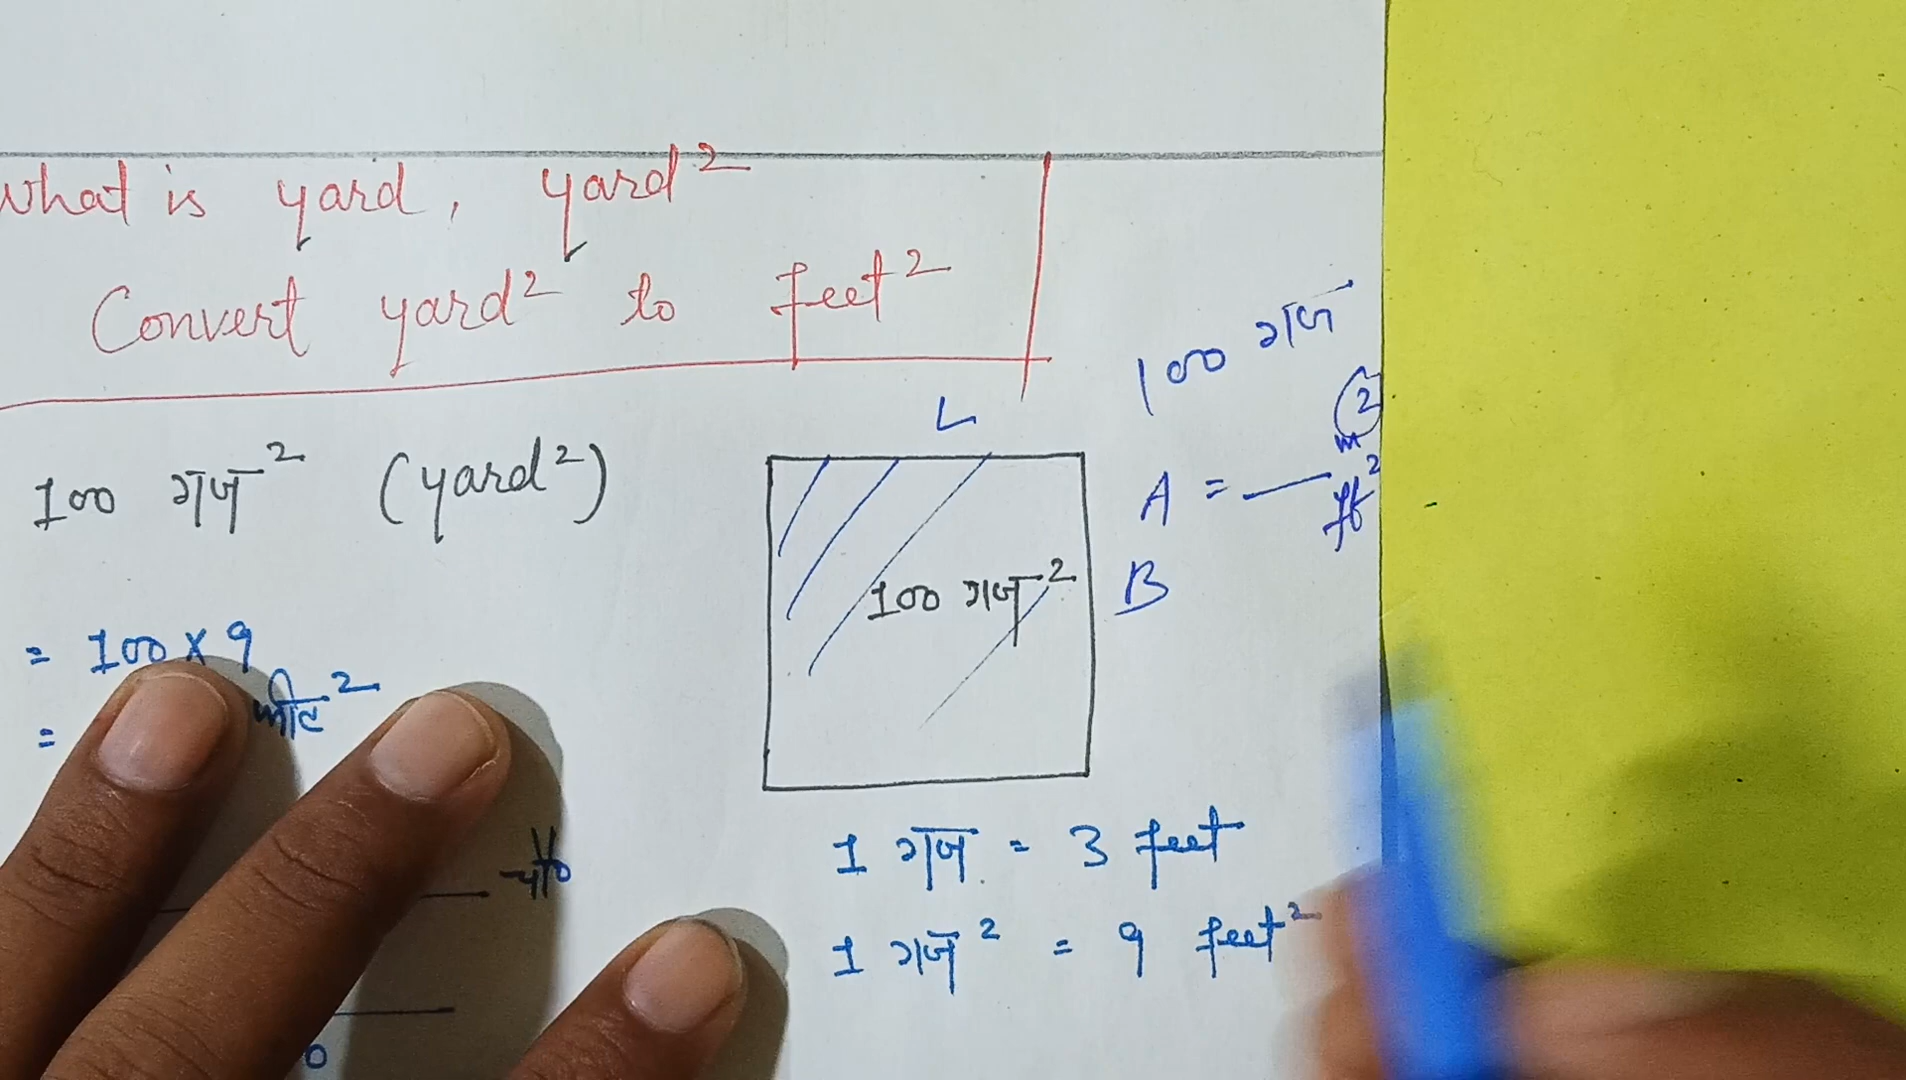 what is yard, yard²
Convert yard² to feet²
100 गज
100 गज² (yard²)
L
A = — ft²
m²
100 गज²
B
= 100 x 9
= फीट²
1 गज = 3 feet
1 गज² = 9 feet²